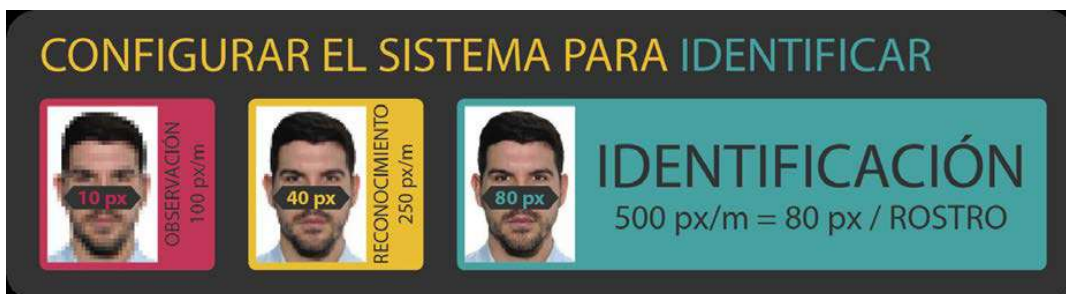 CONFIGURAR EL SISTEMA PARA IDENTIFICAR
10 px
OBSERVACIÓN
100 px/m
40 px
RECONOCIMIENTO
250 px/m
80 px
IDENTIFICACIÓN
500 px/m = 80 px / ROSTRO